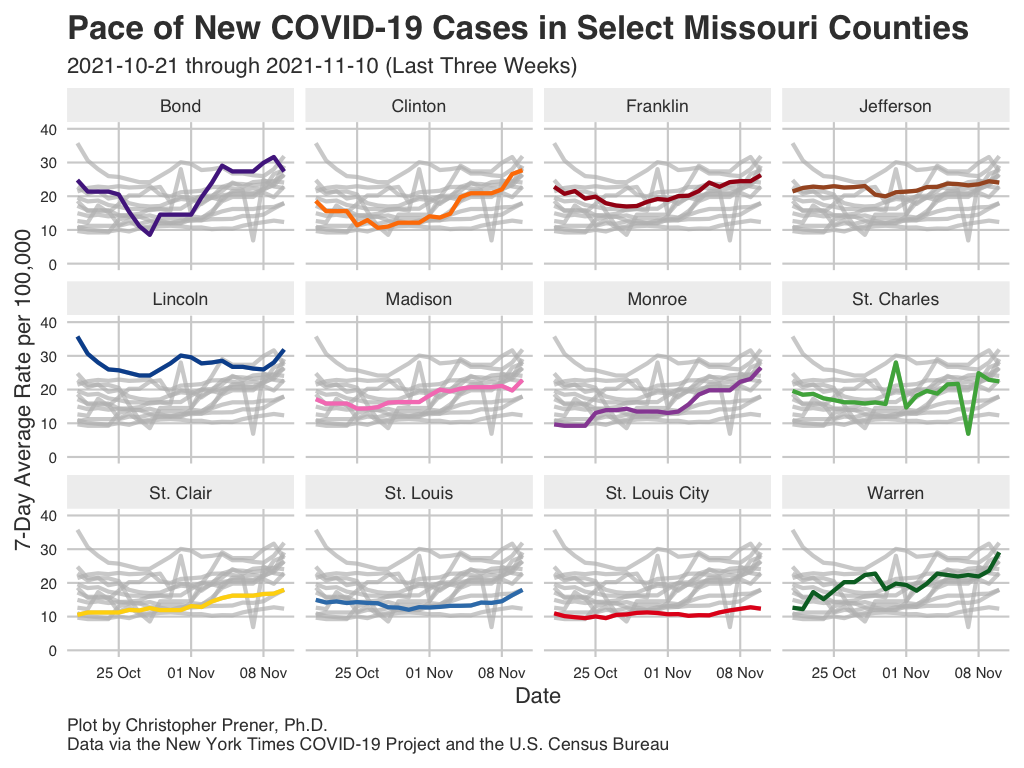 Pace of New COVID-19 Cases in Select Missouri Counties
2021-10-21 through 2021-11-10 (Last Three Weeks)
Bond Clinton Franklin Jefferson
40
30
20
10
0
Lincoln Madison Monroe St. Charles
40
30
20
10
0
St. Clair St. Louis St. Louis City Warren
40
30
20
10
0
7-Day Average Rate per 100,000
25 Oct 01 Nov 08 Nov 25 Oct 01 Nov 08 Nov 25 Oct 01 Nov 08 Nov 25 Oct 01 Nov 08 Nov
Date
Plot by Christopher Prener, Ph.D.
Data via the New York Times COVID-19 Project and the U.S. Census Bureau